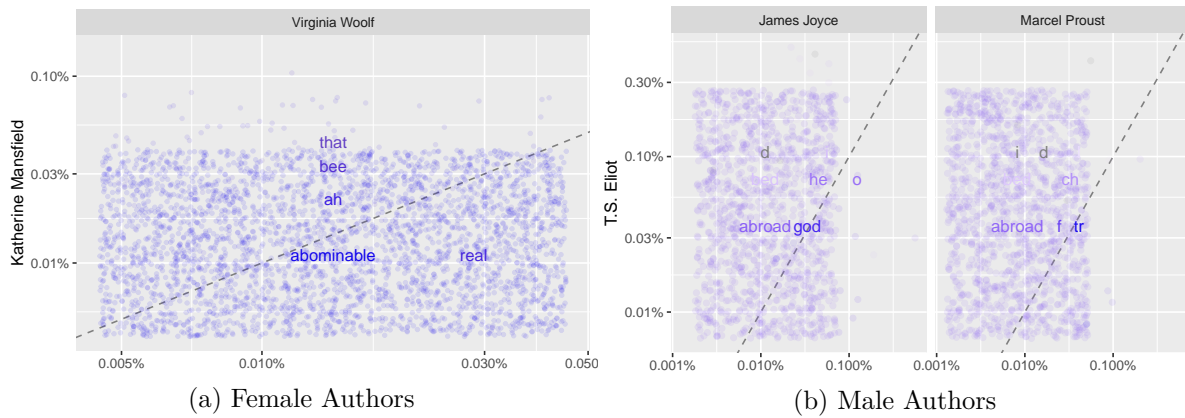 Virginia Woolf
Katherine Mansfield
0.10%
0.03%
0.01%
that
bee
ah
abominable real
0.005% 0.010% 0.030% 0.050
(a) Female Authors
James Joyce Marcel Proust
T.S. Eliot
0.30%
0.10%
0.03%
0.01%
d i d
he o ch
abroad god abroad f tr
0.001% 0.010% 0.100% 0.001% 0.010% 0.100%
(b) Male Authors